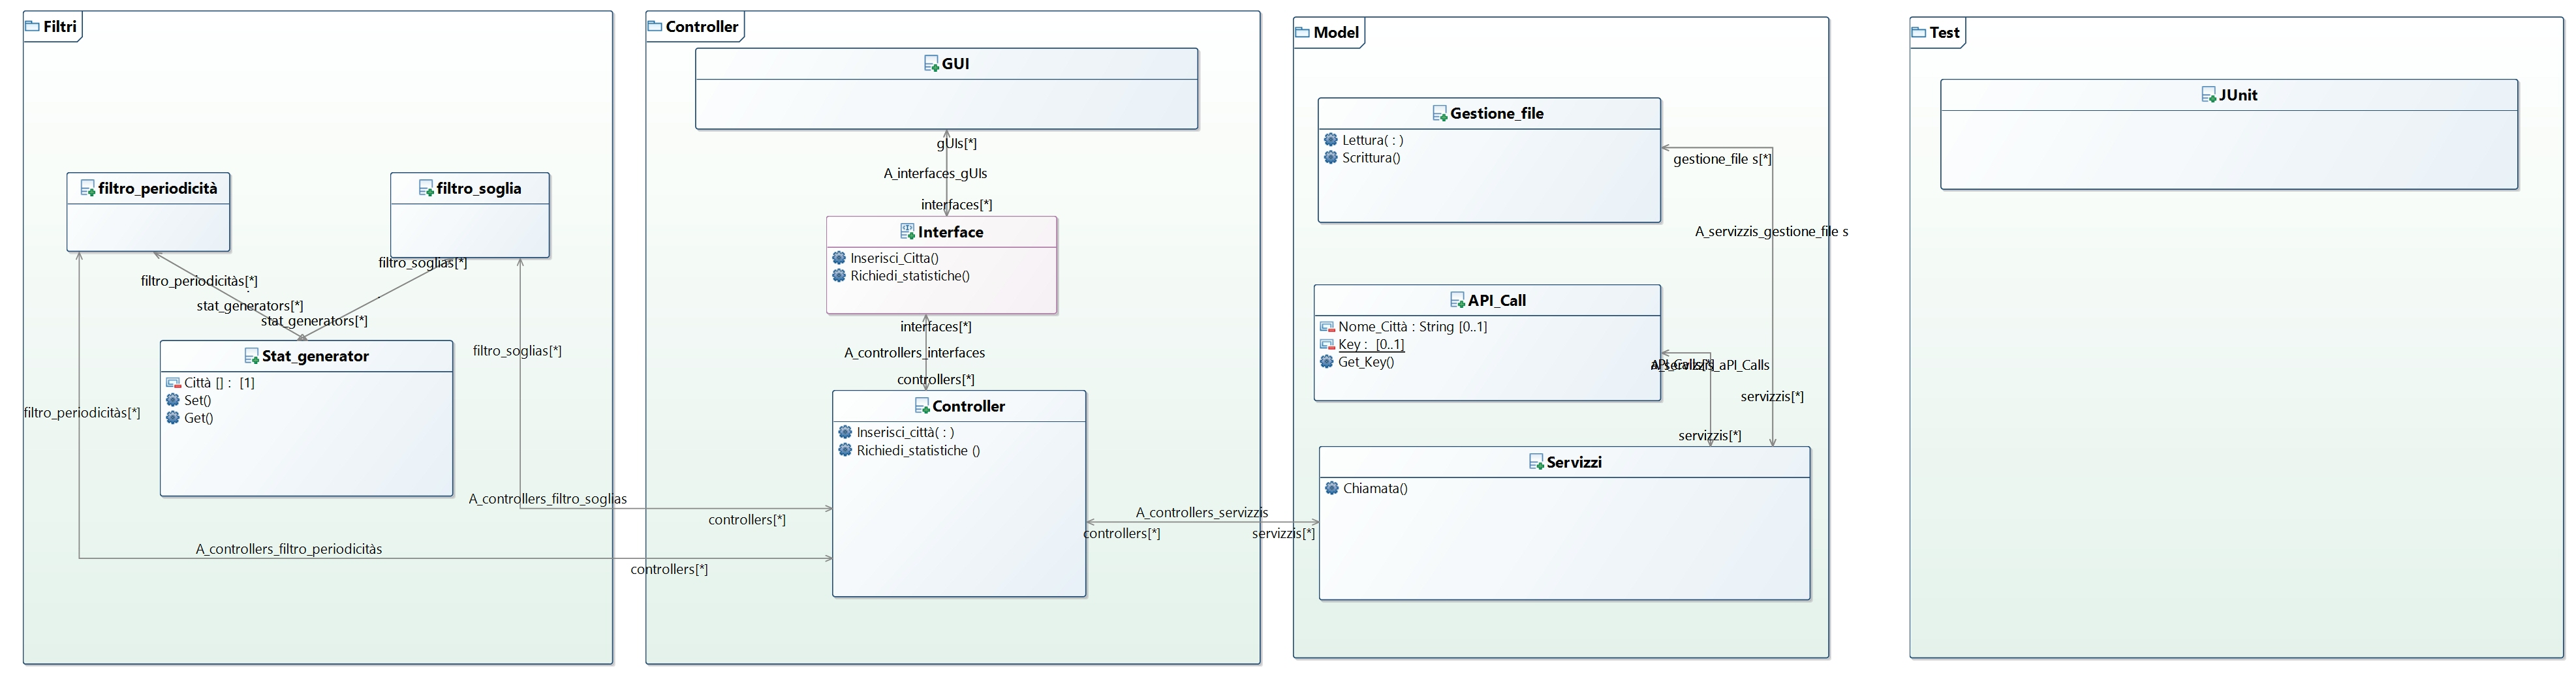 Filtri
filtro_periodicità
filtro_soglia
filtro_soglias[*]
filtro_periodicitàs[*]
stat_generators[*]
stat_generators[*]
Stat_generator
Città [] : [1]
Set()
Get()
filtro_soglias[*]
filtro_periodicitàs[*]
A_controllers_filtro_soglias
controllers[*]
A_controllers_filtro_periodicitàs
controllers[*]
Controller
GUI
gUIs[*]
A_interfaces_gUIs
interfaces[*]
Interface
Inserisci_Citta()
Richiedi_statistiche()
interfaces[*]
A_controllers_interfaces
controllers[*]
Controller
Inserisci_città( : )
Richiedi_statistiche ()
A_controllers_servizzis
controllers[*]
servizzis[*]
Model
Gestione_file
Lettura( : )
Scrittura()
gestione_file s[*]
A_servizzis_gestione_file s
API_Call
Nome_Città : String [0..1]
Key : [0..1]
Get_Key()
A_servizzis_aPI_Calls
servizzis[*]
servizzis[*]
Servizzi
Chiamata()
Test
JUnit